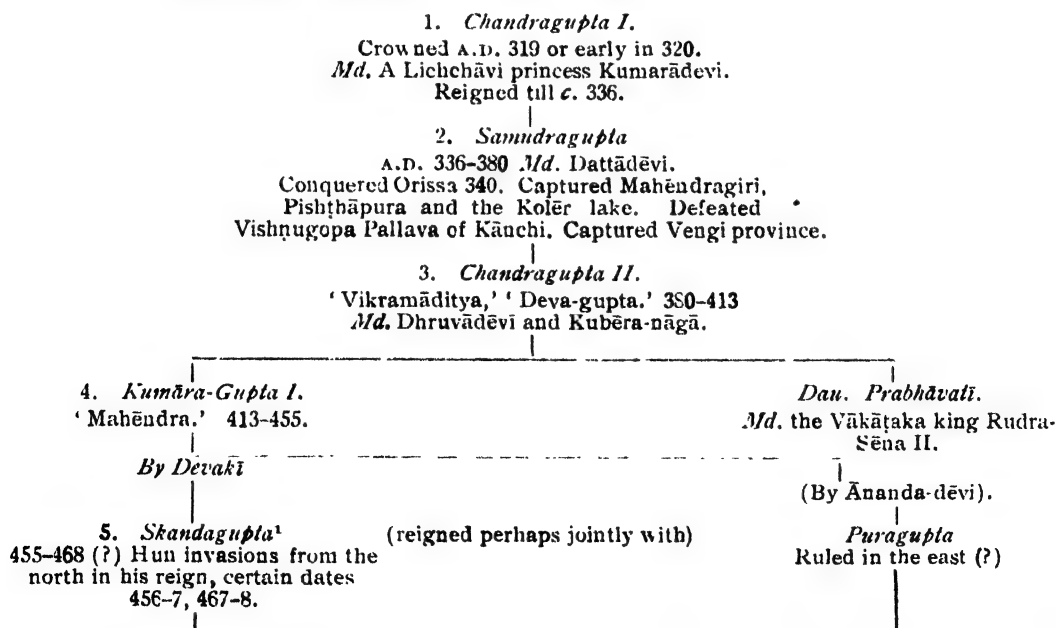 1. Chandragupta I.
Crowned A.D. 319 or early in 320.
Md. A Lichchāvi princess Kumarādevi.
Reigned till c. 336.
2. Samudragupta
A.D. 336-380 Md. Dattādēvi.
Conquered Orissa 340. Captured Mahēndragiri,
Pishṭhāpura and the Kolēr lake. Defeated
Vishṇugopa Pallava of Kānchi. Captured Vengi province.
3. Chandragupta II.
‘Vikramāditya,’ ‘Deva-gupta.’ 380-413
Md. Dhruvādēvi and Kubēra-nāgā.
4. Kumāra-Gupta I.
‘Mahēndra.’ 413-455.
Dau. Prabhāvatī.
Md. the Vākāṭaka king Rudra-
Sēna II.
By Devakī
(By Ānanda-dēvi).
5. Skandagupta¹ (reigned perhaps jointly with) Puragupta
455-468 (?) Hun invasions from the Ruled in the east (?)
north in his reign, certain dates
456-7, 467-8.